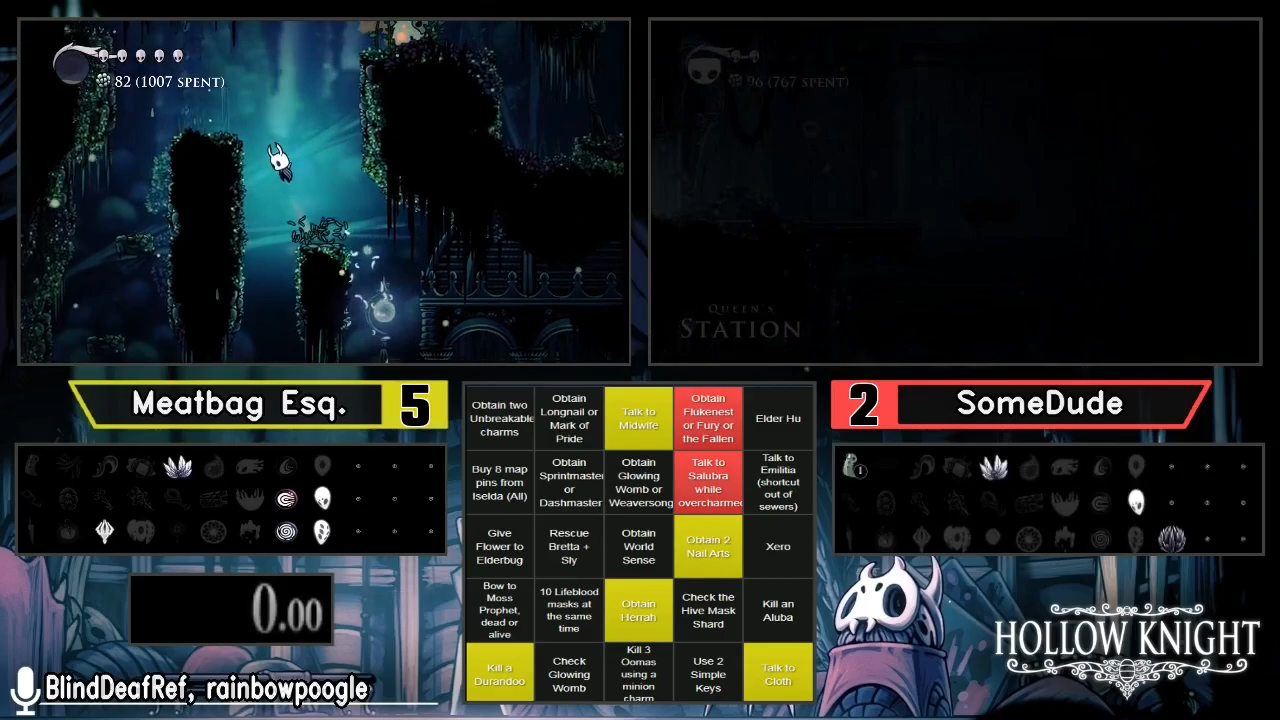 82 (1007 SPENT)
96 (767 SPENT)
QUEEN'S
STATION
Meatbag Esq.
5
2
SomeDude
Obtain two
Unbreakable
charms
Obtain
Longnail or
Mark of
Pride
Talk to
Midwife
Obtain
Flukenest
or Fury or
the Fallen
Elder Hu
Buy 8 map
pins from
Iselda (All)
Obtain
Sprintmaster
or
Dashmaster
Obtain
Glowing
Womb or
Weaversong
Talk to
Salubra
while
overcharmed
Talk to
Emilitia
(shortcut
out of
sewers)
Give
Flower to
Elderbug
Rescue
Bretta +
Sly
Obtain
World
Sense
Obtain 2
Nail Arts
Xero
Bow to
Moss
Prophet,
dead or
alive
10 Lifeblood
masks at
the same
time
Obtain
Herrah
Check the
Hive Mask
Shard
Kill an
Aluba
Kill a
Durandoo
Check
Glowing
Womb
Kill 3
Oomas
using a
minion
charm
Use 2
Simple
Keys
Talk to
Cloth
1
0.00
BlindDeafRef, rainbowpoogle
HOLLOW KNIGHT